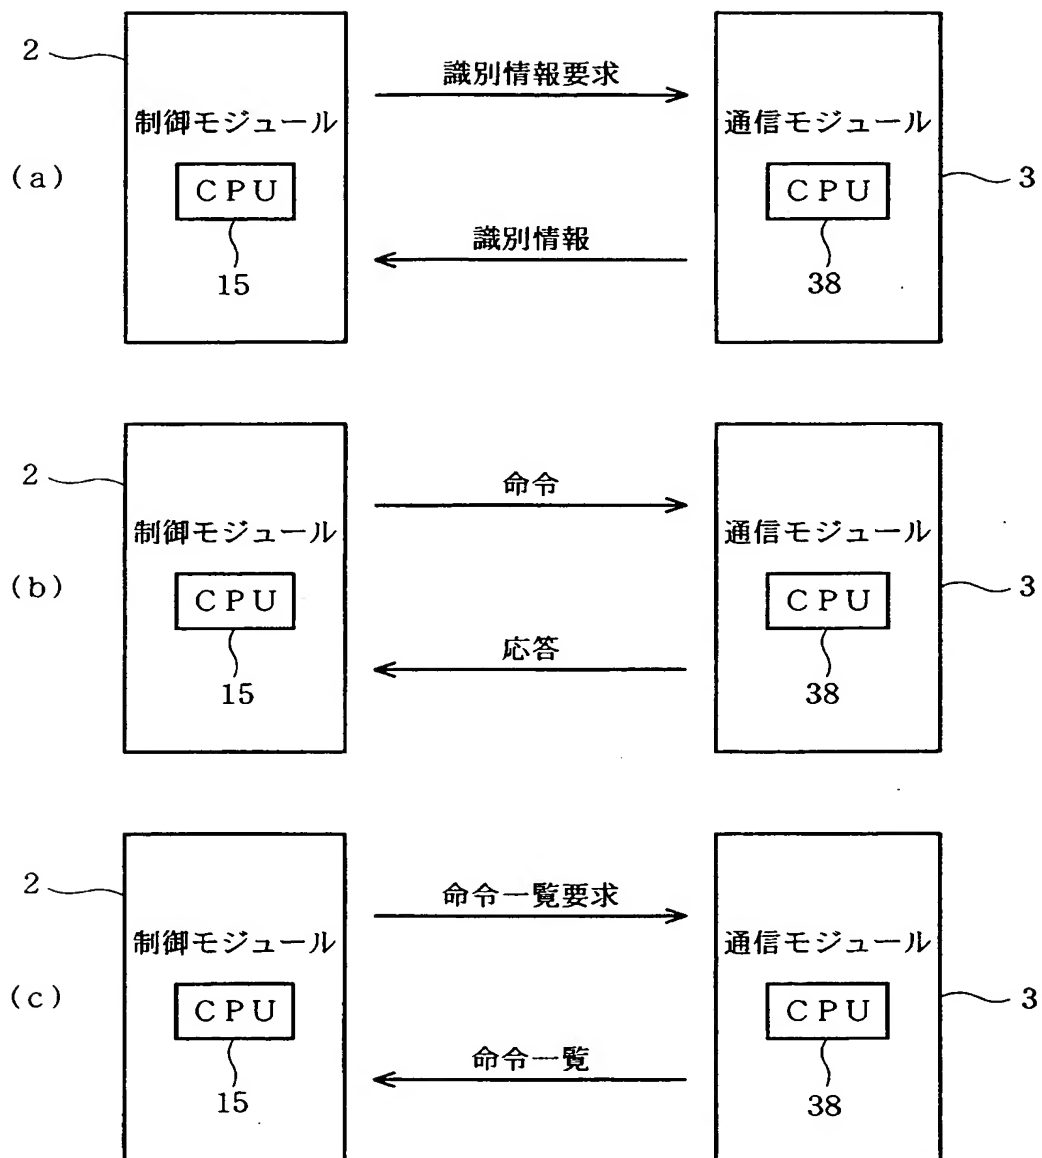 2
識別情報要求
制御モジュール
通信モジュール
(a)
CPU
CPU
3
識別情報
15
38
2
命令
制御モジュール
通信モジュール
(b)
CPU
CPU
3
応答
15
38
2
命令一覧要求
制御モジュール
通信モジュール
(c)
CPU
CPU
3
命令一覧
15
38